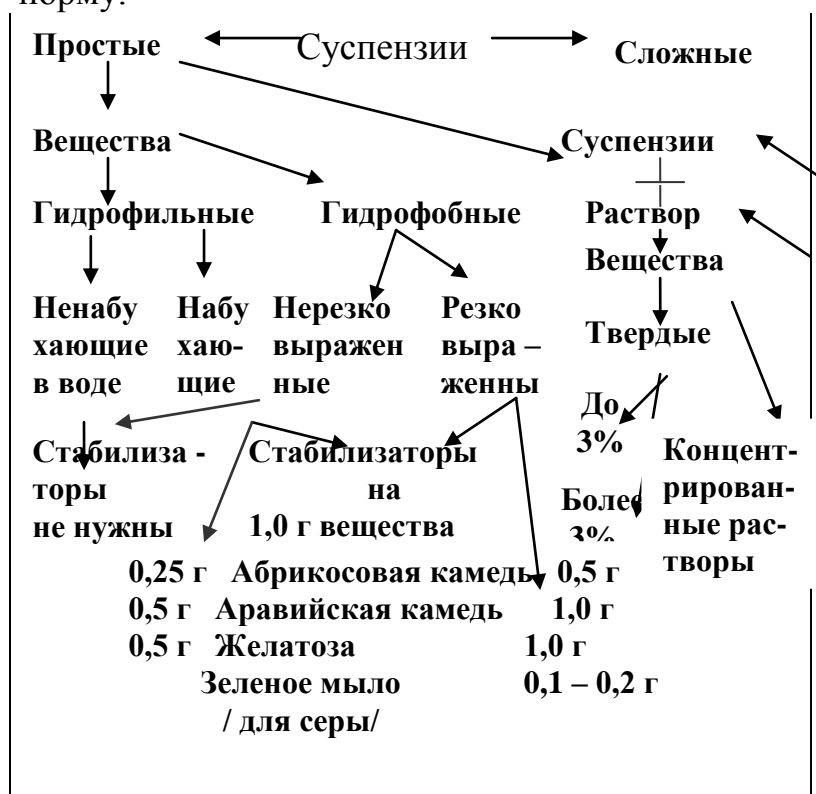 норму.
Простые Суспензии Сложные
Вещества Суспензии
Гидрофильные Гидрофобные Раствор
Вещества
Ненабу Набу Нерезко Резко
хающие хаю- выражен выра – Твердые
в воде щие ные женны
До
Стабилиза - Стабилизаторы 3% Концент-
торы на Более рирован-
не нужны 1,0 г вещества 3% ные рас-
0,25 г Абрикосовая камедь 0,5 г творы
0,5 г Аравийская камедь 1,0 г
0,5 г Желатоза 1,0 г
Зеленое мыло 0,1 – 0,2 г
/ для серы/